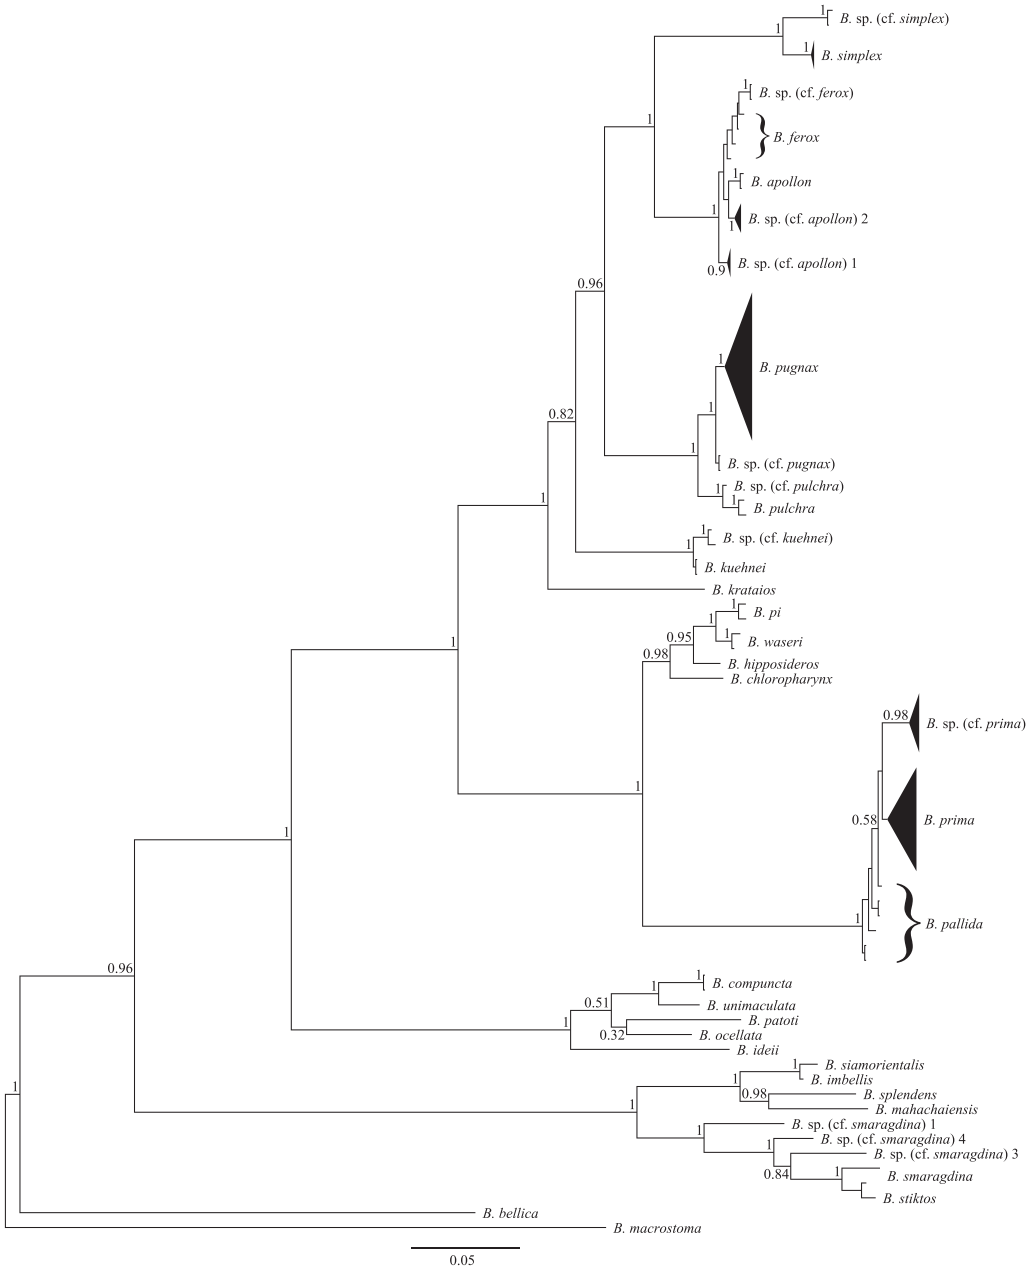 1
B. sp. (cf. simplex)
1
1
B. simplex
1
B. sp. (cf. ferox)
1
B. ferox
1
B. apollon
1
B. sp. (cf. apollon) 2
1
0.9
B. sp. (cf. apollon) 1
0.96
1
B. pugnax
0.82
1
1
B. sp. (cf. pugnax)
1
B. sp. (cf. pulchra)
1
B. pulchra
1
1
B. sp. (cf. kuehnei)
1
B. kuehnei
B. krataios
1
B. pi
1
1
B. waseri
0.95
1
0.98
B. hipposideros
B. chloropharynx
0.98
B. sp. (cf. prima)
1
0.58
B. prima
1
1
B. pallida
0.96
1
B. compuncta
1
0.51
B. unimaculata
B. patoti
1
0.32
B. ocellata
B. ideii
1
B. siamorientalis
1
B. imbellis
1
0.98
B. splendens
B. mahachaiensis
1
B. sp. (cf. smaragdina) 1
1
B. sp. (cf. smaragdina) 4
1
B. sp. (cf. smaragdina) 3
0.84
1
B. smaragdina
B. stiktos
B. bellica
B. macrostoma
0.05